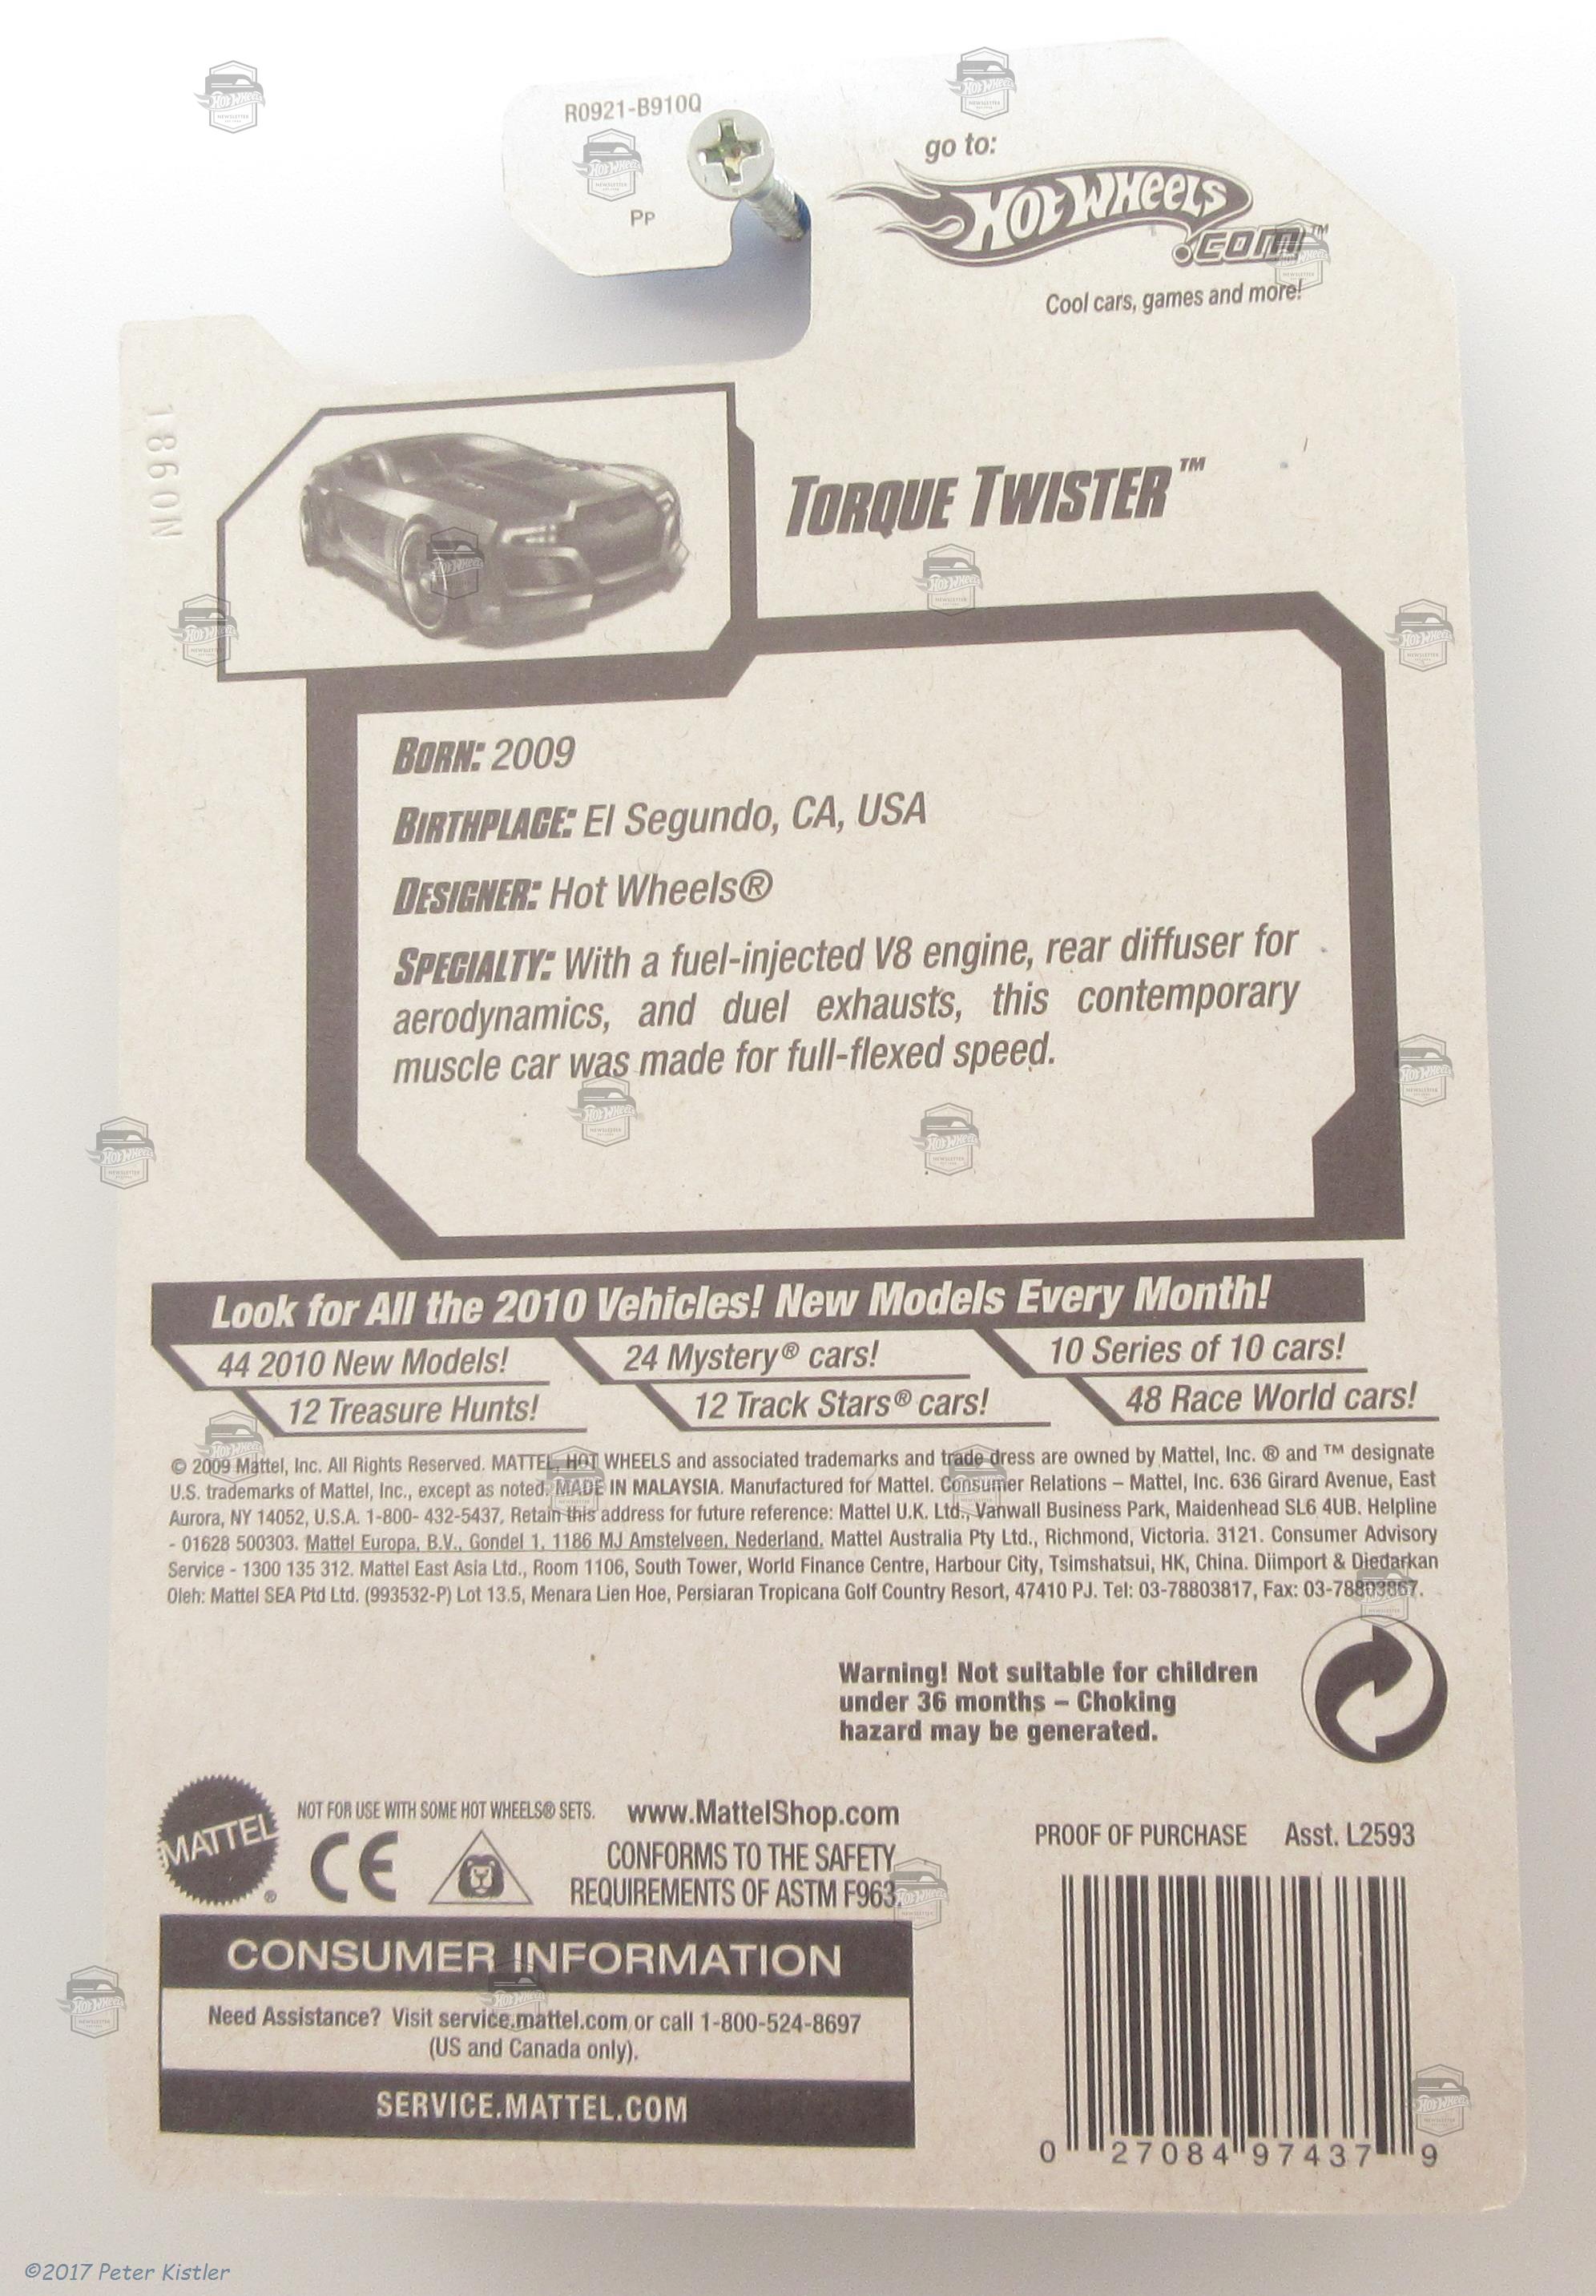 R0921-B910Q
PP
go to:
Hot Wheels
.com™
Cool cars, games and more!
1860N
Torque Twister™
Born: 2009
Birthplace: El Segundo, CA, USA
Designer: Hot Wheels®
Specialty: With a fuel-injected V8 engine, rear diffuser for
aerodynamics, and duel exhausts, this contemporary
muscle car was made for full-flexed speed.
Look for All the 2010 Vehicles! New Models Every Month!
44 2010 New Models!
24 Mystery® cars!
10 Series of 10 cars!
12 Treasure Hunts!
12 Track Stars® cars!
48 Race World cars!
© 2009 Mattel, Inc. All Rights Reserved. MATTEL, HOT WHEELS and associated trademarks and trade dress are owned by Mattel, Inc. ® and ™ designate
U.S. trademarks of Mattel, Inc., except as noted. MADE IN MALAYSIA. Manufactured for Mattel. Consumer Relations – Mattel, Inc. 636 Girard Avenue, East
Aurora, NY 14052, U.S.A. 1-800- 432-5437. Retain this address for future reference: Mattel U.K. Ltd., Vanwall Business Park, Maidenhead SL6 4UB. Helpline
- 01628 500303. Mattel Europa, B.V., Gondel 1, 1186 MJ Amstelveen, Nederland. Mattel Australia Pty Ltd., Richmond, Victoria. 3121. Consumer Advisory
Service - 1300 135 312. Mattel East Asia Ltd., Room 1106, South Tower, World Finance Centre, Harbour City, Tsimshatsui, HK, China. Diimport & Diedarkan
Oleh: Mattel SEA Ptd Ltd. (993532-P) Lot 13.5, Menara Lien Hoe, Persiaran Tropicana Golf Country Resort, 47410 PJ. Tel: 03-78803817, Fax: 03-78803867.
Warning! Not suitable for children
under 36 months – Choking
hazard may be generated.
MATTEL®
NOT FOR USE WITH SOME HOT WHEELS® SETS.
www.MattelShop.com
CE
CONFORMS TO THE SAFETY
REQUIREMENTS OF ASTM F963.
PROOF OF PURCHASE Asst. L2593
CONSUMER INFORMATION
Need Assistance? Visit service.mattel.com or call 1-800-524-8697
(US and Canada only).
SERVICE.MATTEL.COM
0 27084 97437 9
©2017 Peter Kistler